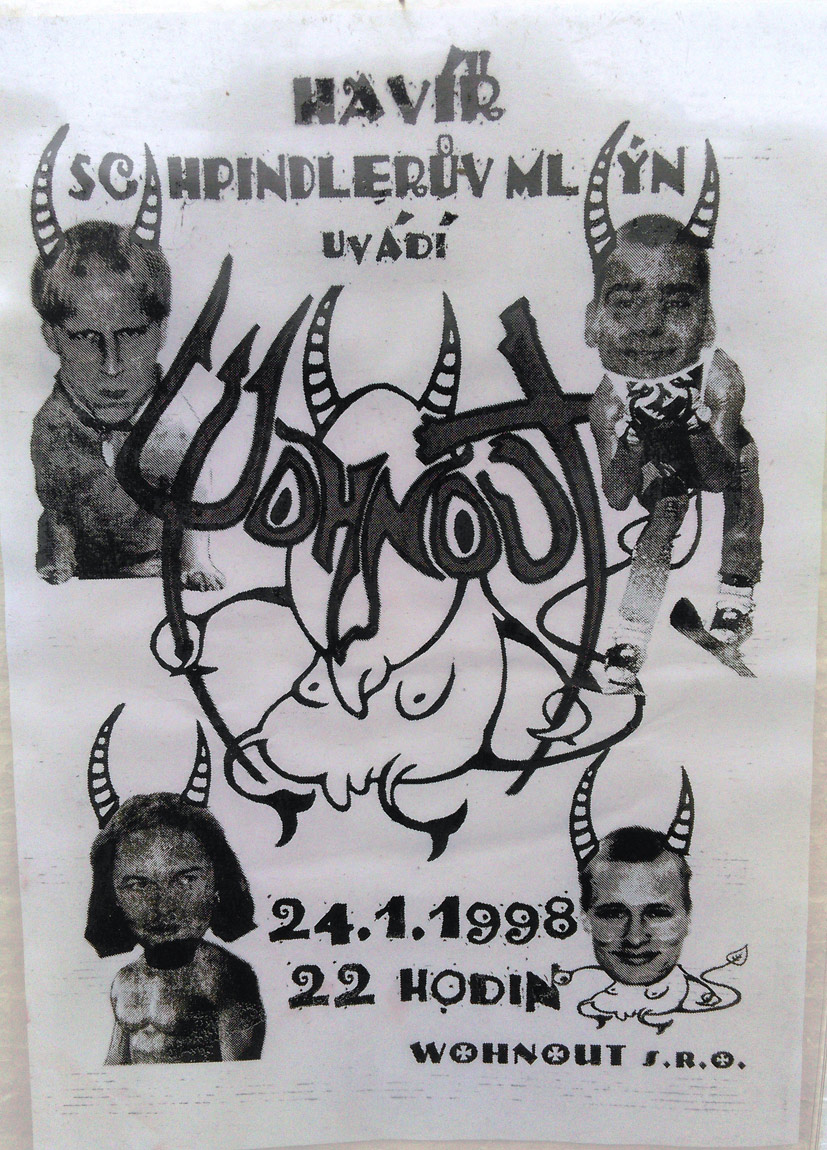 HAVÍŘ
SCHPINDLERŮV MLÝN
UVÁDÍ
WOHNOUT
24.1.1998
22 HODIN
WOHNOUT S.R.O.